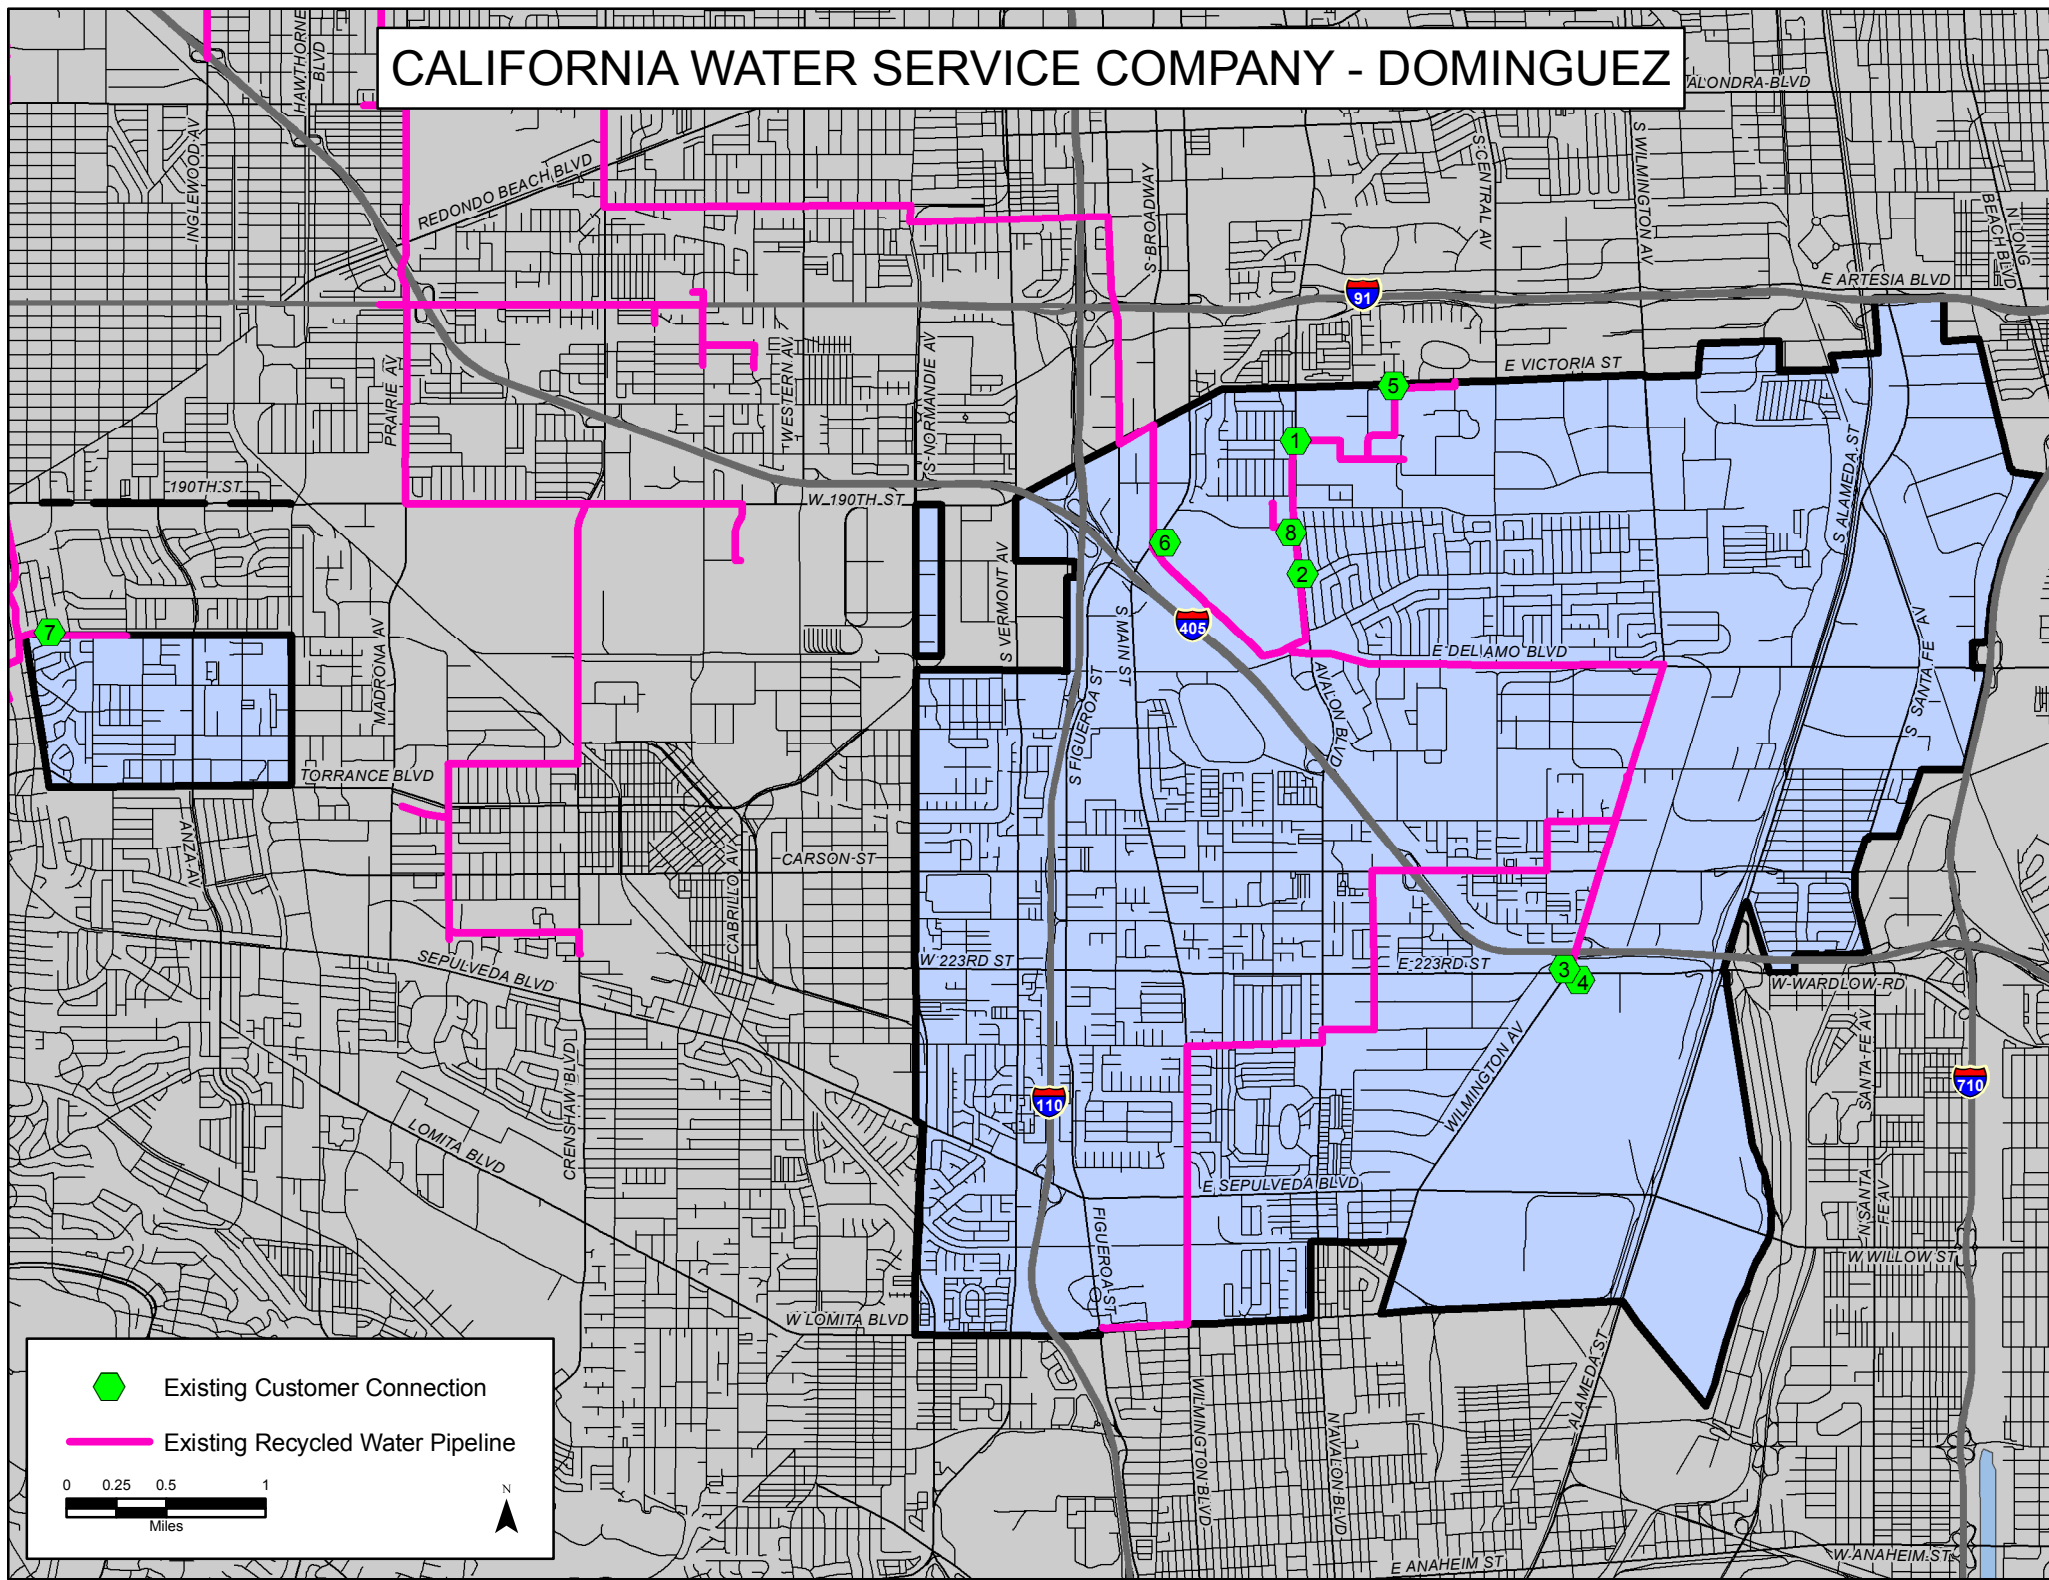 CALIFORNIA WATER SERVICE COMPANY - DOMINGUEZ
HAWTHORNE
BLVD
ALONDRA BLVD
INGLEWOOD AV
REDONDO BEACH BLVD
S BROADWAY
S CENTRAL AV
S WILMINGTON AV
N LONG
BEACH BLVD
E ARTESIA BLVD
91
PRAIRIE AV
WESTERN AV
S NORMANDIE AV
E VICTORIA ST
5
1
190TH ST
W 190TH ST
S ALAMEDA ST
6
8
2
S VERMONT AV
405
7
MADRONA AV
S MAIN ST
E DEL AMO BLVD
S SANTA FE AV
S FIGUEROA ST
AVALON BLVD
TORRANCE BLVD
ANZA AV
CABRILLO AV
CARSON ST
SEPULVEDA BLVD
W 223RD ST
E 223RD ST
3
4
W WARDLOW RD
SANTA FE AV
710
110
WILMINGTON AV
CRENSHAW BLVD
LOMITA BLVD
E SEPULVEDA BLVD
N SANTA
FE AV
FIGUEROA ST
W WILLOW ST
W LOMITA BLVD
ALAMEDA ST
WILMINGTON BLVD
N AVALON BLVD
E ANAHEIM ST
W ANAHEIM ST
Existing Customer Connection
Existing Recycled Water Pipeline
0 0.25 0.5 1
Miles
N